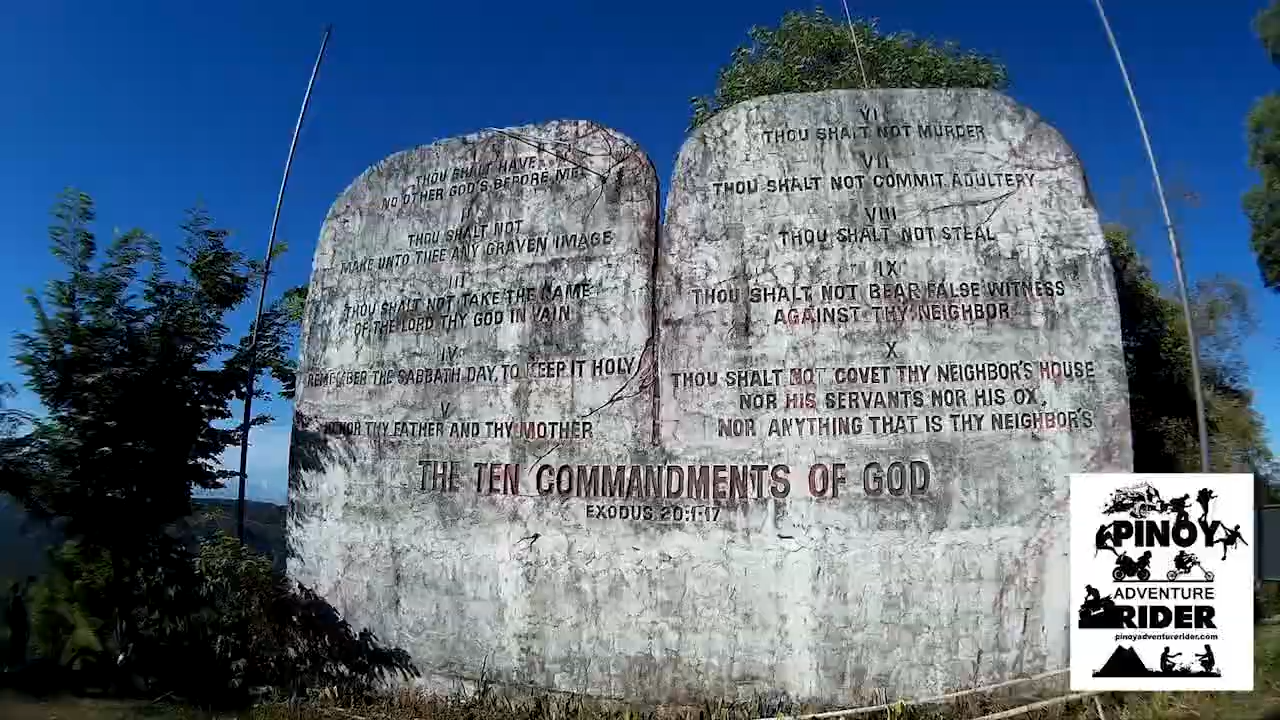 I
THOU SHALT HAVE
NO OTHER GOD'S BEFORE ME
II
THOU SHALT NOT
MAKE UNTO THEE ANY GRAVEN IMAGE
III
THOU SHALT NOT TAKE THE NAME
OF THE LORD THY GOD IN VAIN
IV
REMEMBER THE SABBATH DAY, TO KEEP IT HOLY
V
HONOR THY FATHER AND THY MOTHER
VI
THOU SHALT NOT MURDER
VII
THOU SHALT NOT COMMIT ADULTERY
VIII
THOU SHALT NOT STEAL
IX
THOU SHALT NOT BEAR FALSE WITNESS
AGAINST THY NEIGHBOR
X
THOU SHALT NOT COVET THY NEIGHBOR'S HOUSE
NOR HIS SERVANTS NOR HIS OX,
NOR ANYTHING THAT IS THY NEIGHBOR'S
THE TEN COMMANDMENTS OF GOD
EXODUS 20:1-17
PINOY
ADVENTURE
RIDER
pinoyadventurerider.com